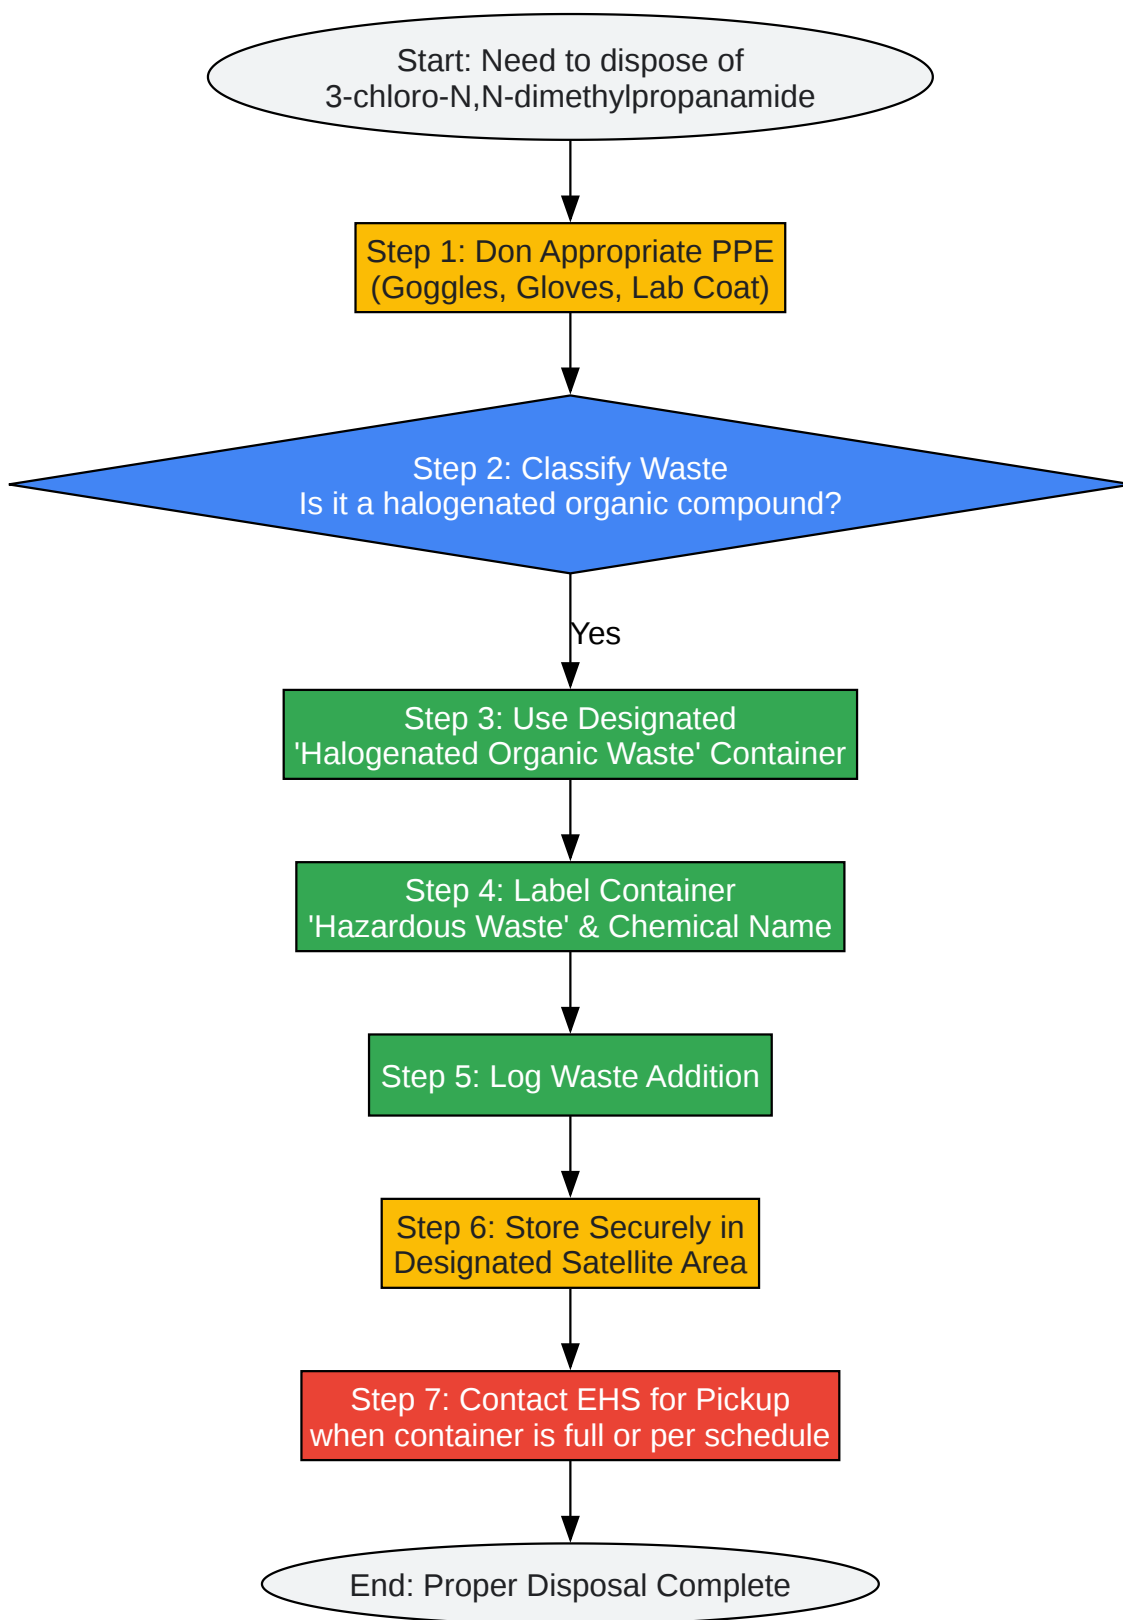 Start: Need to dispose of
3-chloro-N,N-dimethylpropanamide
Step 1: Don Appropriate PPE
(Goggles, Gloves, Lab Coat)
Step 2: Classify Waste
Is it a halogenated organic compound?
Yes
Step 3: Use Designated
'Halogenated Organic Waste' Container
Step 4: Label Container
'Hazardous Waste' & Chemical Name
Step 5: Log Waste Addition
Step 6: Store Securely in
Designated Satellite Area
Step 7: Contact EHS for Pickup
when container is full or per schedule
End: Proper Disposal Complete